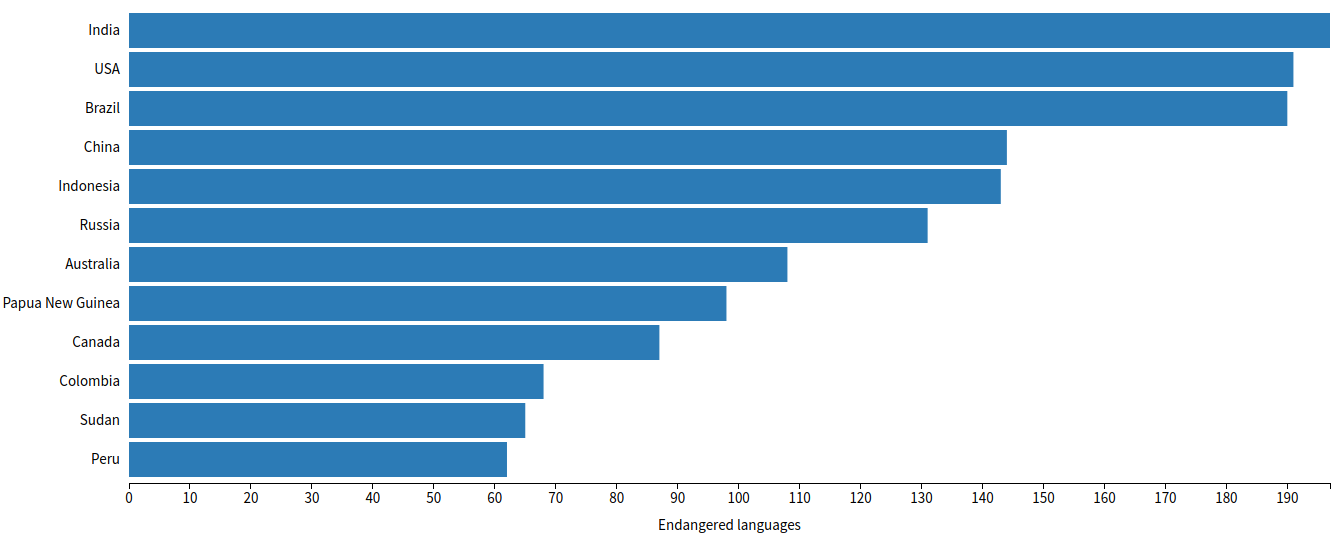 India
USA
Brazil
China
Indonesia
Russia
Australia
Papua New Guinea
Canada
Colombia
Sudan
Peru
0 10 20 30 40 50 60 70 80 90 100 110 120 130 140 150 160 170 180 190
Endangered languages